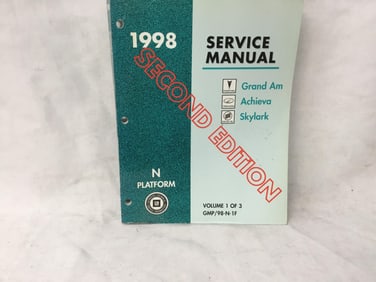 1998
SERVICE
MANUAL
Grand Am
Achieva
Skylark
SECOND EDITION
N
PLATFORM
VOLUME 1 OF 3
GMP/98-N-1F